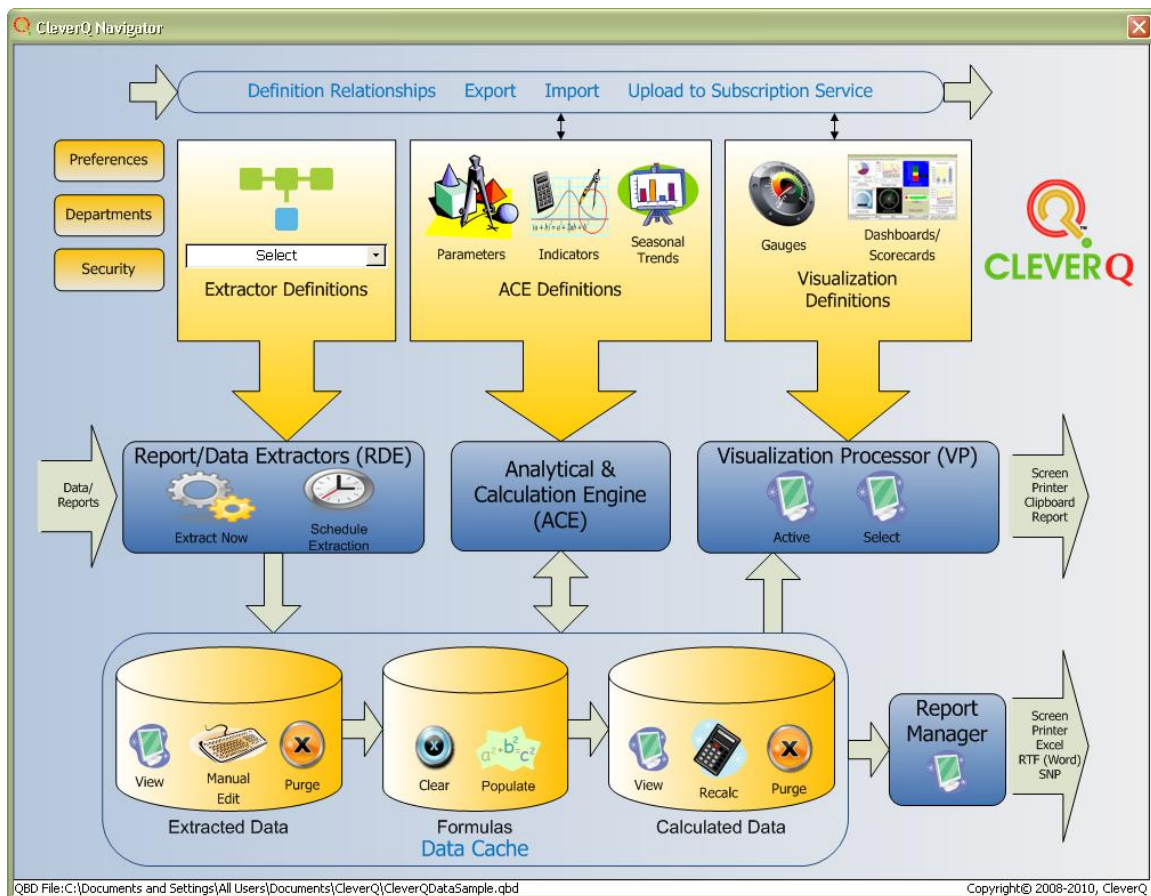 CleverQ Navigator
Definition Relationships Export Import Upload to Subscription Service
Preferences
Departments
Security
Select
Extractor Definitions
Parameters
Indicators
Seasonal
Trends
ACE Definitions
Gauges
Dashboards/
Scorecards
Visualization
Definitions
CLEVERQ
Data/
Reports
Report/Data Extractors (RDE)
Extract Now
Schedule
Extraction
Analytical &
Calculation Engine
(ACE)
Visualization Processor (VP)
Active
Select
Screen
Printer
Clipboard
Report
View
Manual
Edit
Purge
Extracted Data
Clear
a²+b²=c²
Populate
Formulas
View
Recalc
Purge
Calculated Data
Data Cache
Report
Manager
Screen
Printer
Excel
RTF (Word)
SNP
QBD File:C:\Documents and Settings\All Users\Documents\CleverQ\CleverQDataSample.qbd
Copyright© 2008-2010, CleverQ